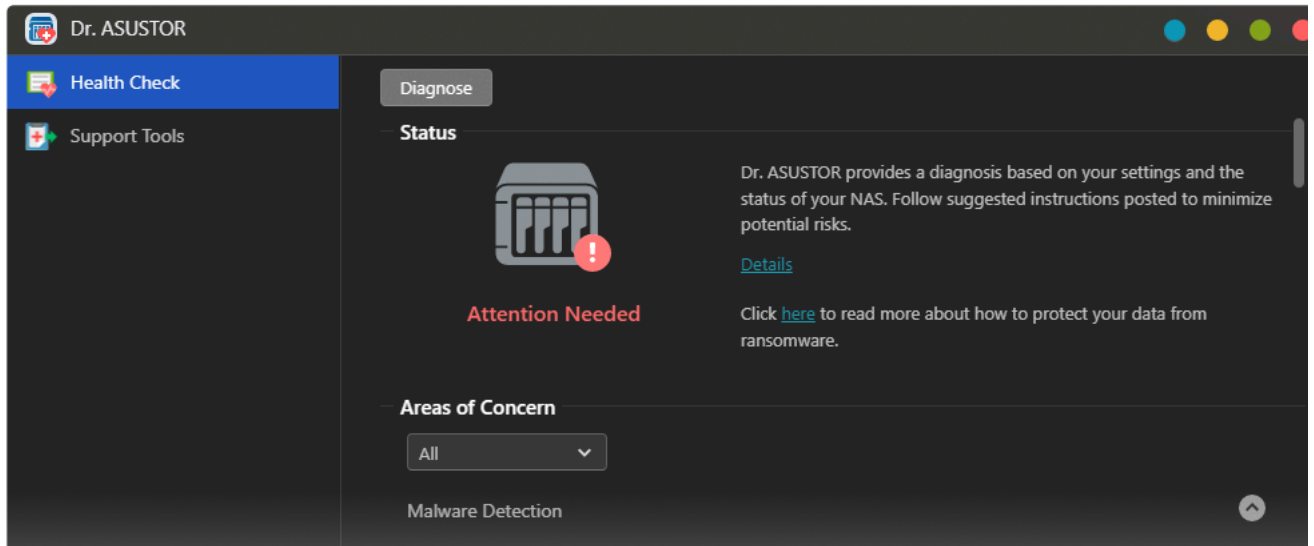 Dr. ASUSTOR
Health Check
Support Tools
Diagnose
Status
Attention Needed
Dr. ASUSTOR provides a diagnosis based on your settings and the
status of your NAS. Follow suggested instructions posted to minimize
potential risks.
Details
Click here to read more about how to protect your data from
ransomware.
Areas of Concern
All
Malware Detection